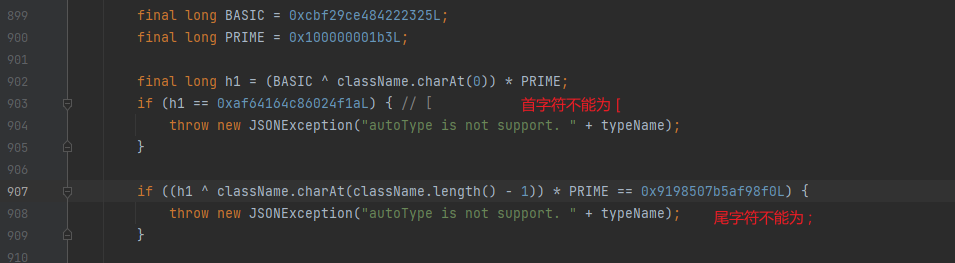 899 final long BASIC = 0xcbf29ce484222325L;
900 final long PRIME = 0x100000001b3L;
901
902 final long h1 = (BASIC ^ className.charAt(0)) * PRIME;
903 if (h1 == 0xaf64164c86024f1aL) { // [ 首字符不能为 [
904 throw new JSONException("autoType is not support. " + typeName);
905 }
906
907 if ((h1 ^ className.charAt(className.length() - 1)) * PRIME == 0x9198507b5af98f0L) {
908 throw new JSONException("autoType is not support. " + typeName); 尾字符不能为 ;
909 }
910